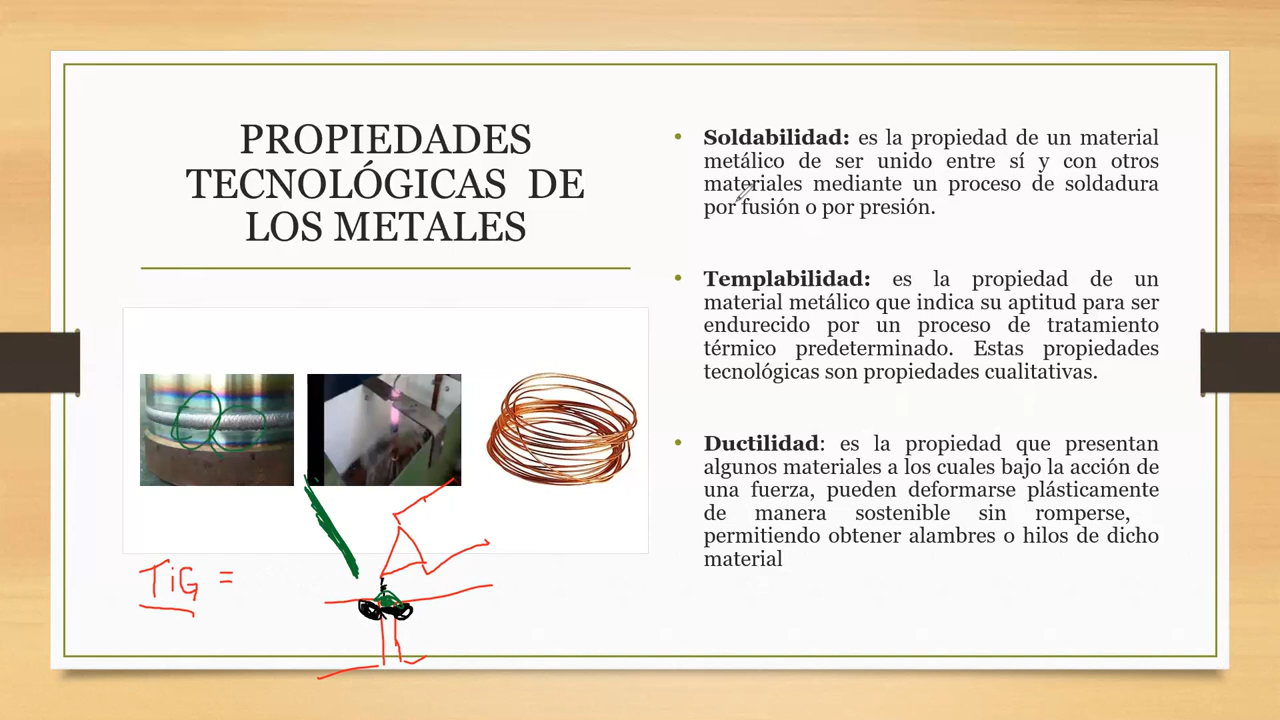 PROPIEDADES
TECNOLÓGICAS DE
LOS METALES
• Soldabilidad: es la propiedad de un material
metálico de ser unido entre sí y con otros
materiales mediante un proceso de soldadura
por fusión o por presión.
• Templabilidad: es la propiedad de un
material metálico que indica su aptitud para ser
endurecido por un proceso de tratamiento
térmico predeterminado. Estas propiedades
tecnológicas son propiedades cualitativas.
• Ductilidad: es la propiedad que presentan
algunos materiales a los cuales bajo la acción de
una fuerza, pueden deformarse plásticamente
de manera sostenible sin romperse,
permitiendo obtener alambres o hilos de dicho
material
TiG =